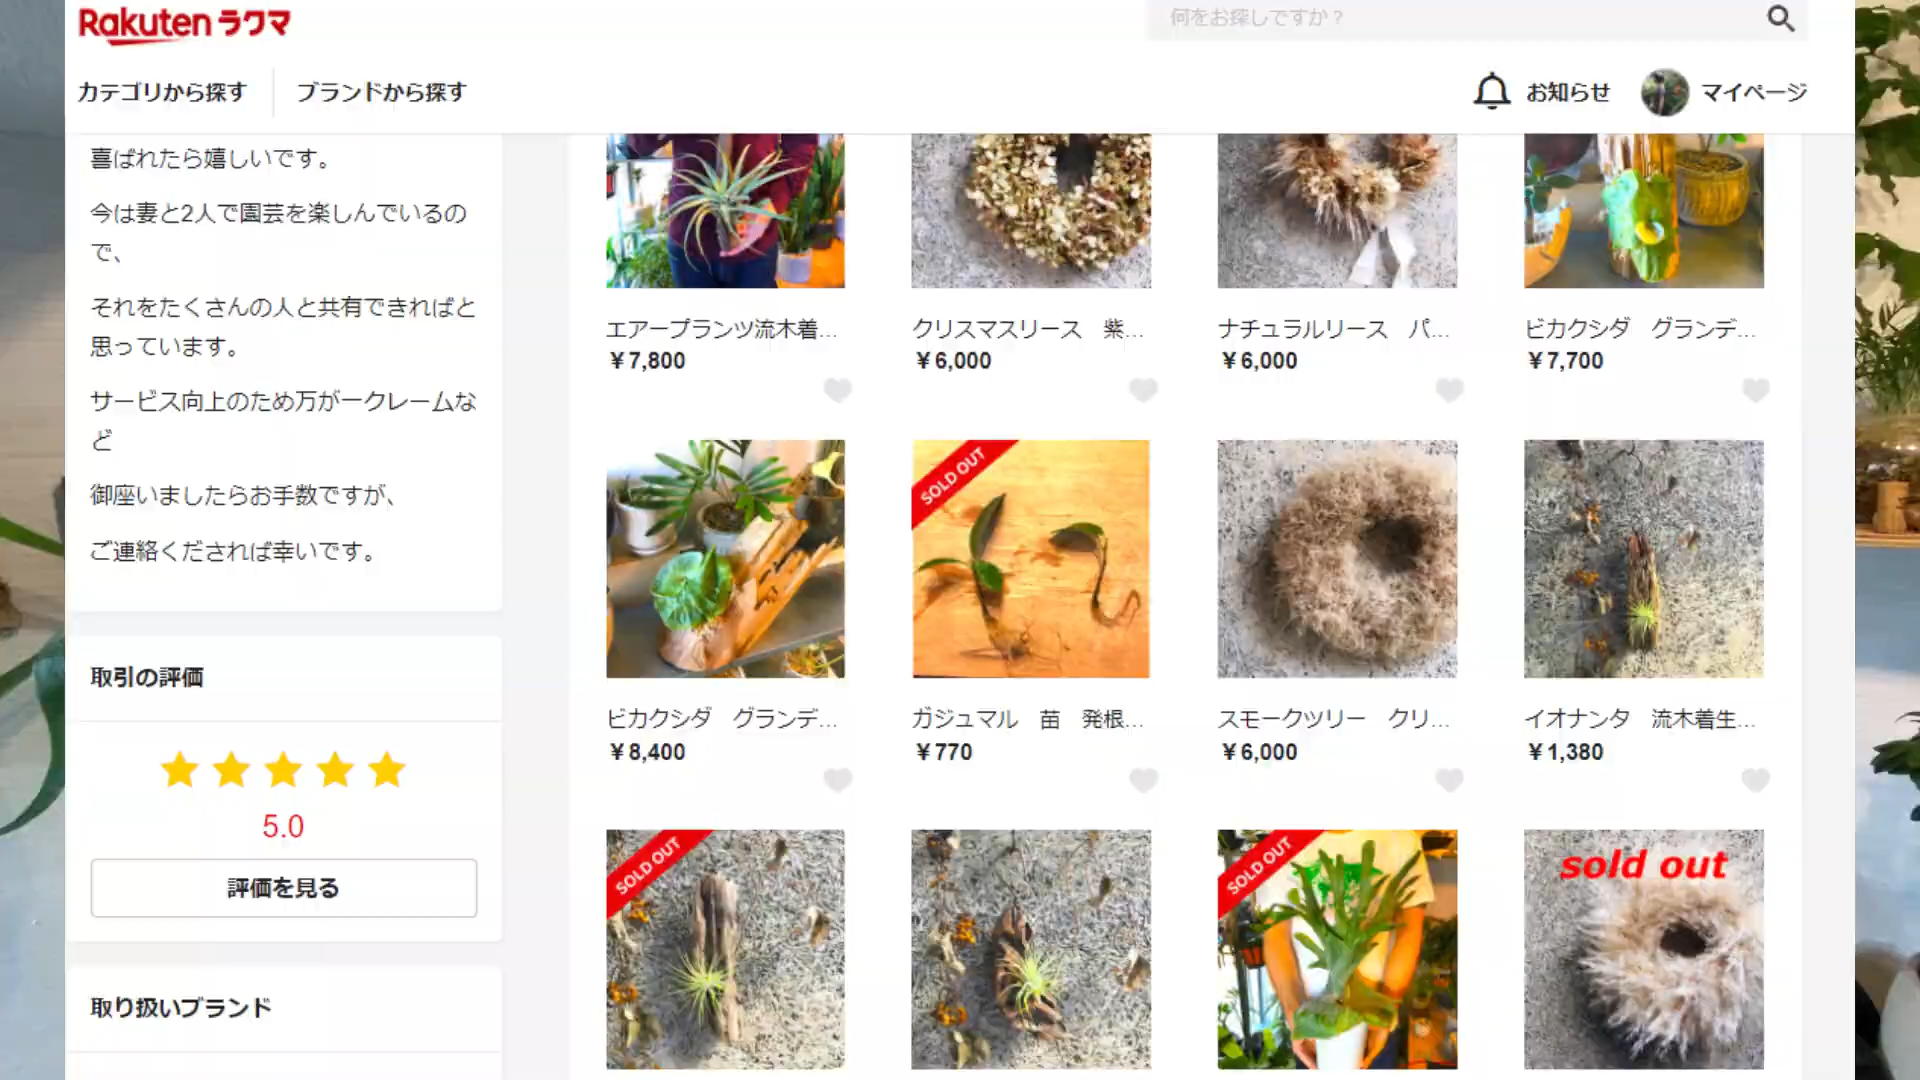 Rakuten ラクマ
何をお探しですか？
カテゴリから探す
ブランドから探す
お知らせ
マイページ
喜ばれたら嬉しいです。
今は妻と2人で園芸を楽しんでいるの
で、
それをたくさんの人と共有できればと
思っています。
サービス向上のため万が一クレームな
ど
御座いましたらお手数ですが、
ご連絡くだされば幸いです。
取引の評価
5.0
評価を見る
取り扱いブランド
エアープランツ流木着...
¥7,800
クリスマスリース　紫...
¥6,000
ナチュラルリース　パ...
¥6,000
ビカクシダ　グランデ...
¥7,700
ビカクシダ　グランデ...
¥8,400
SOLD OUT
ガジュマル　苗　発根...
¥770
スモークツリー　クリ...
¥6,000
イオナンタ　流木着生...
¥1,380
SOLD OUT
SOLD OUT
sold out